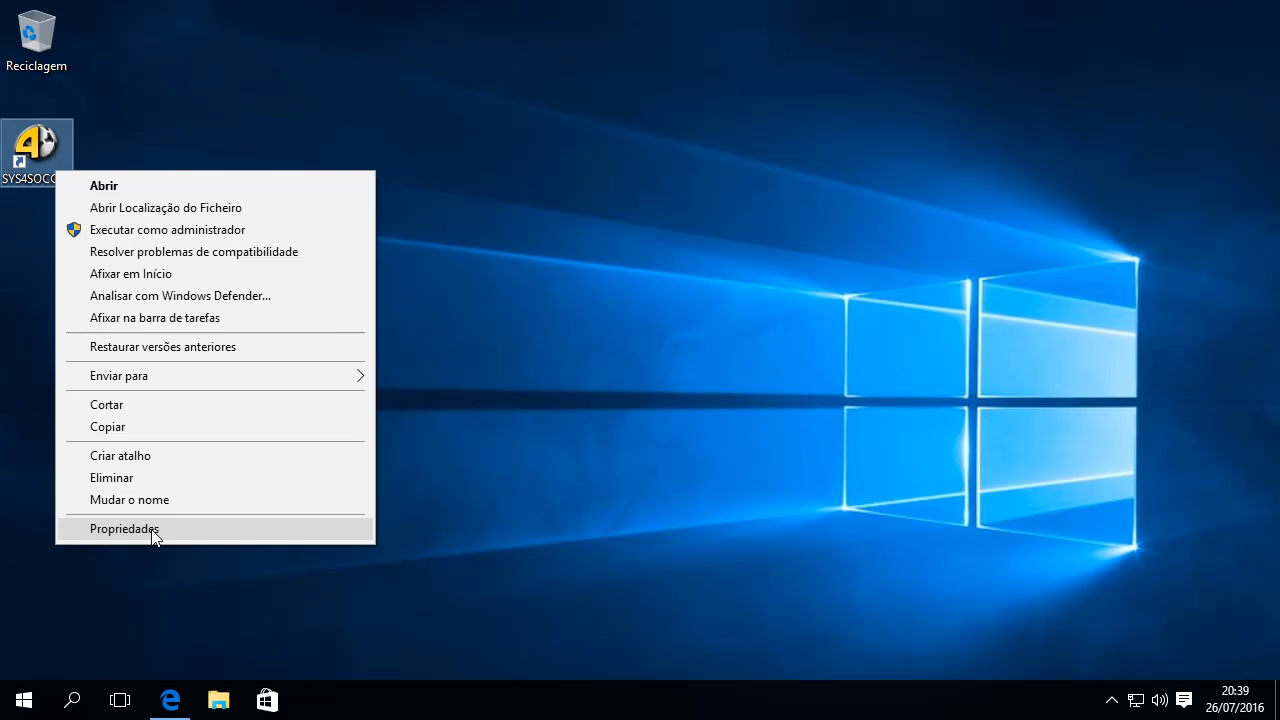 Reciclagem
Abrir
Abrir Localização do Ficheiro
Executar como administrador
Resolver problemas de compatibilidade
Afixar em Início
Analisar com Windows Defender...
Afixar na barra de tarefas
Restaurar versões anteriores
Enviar para
Cortar
Copiar
Criar atalho
Eliminar
Mudar o nome
Propriedades
20:39
26/07/2016